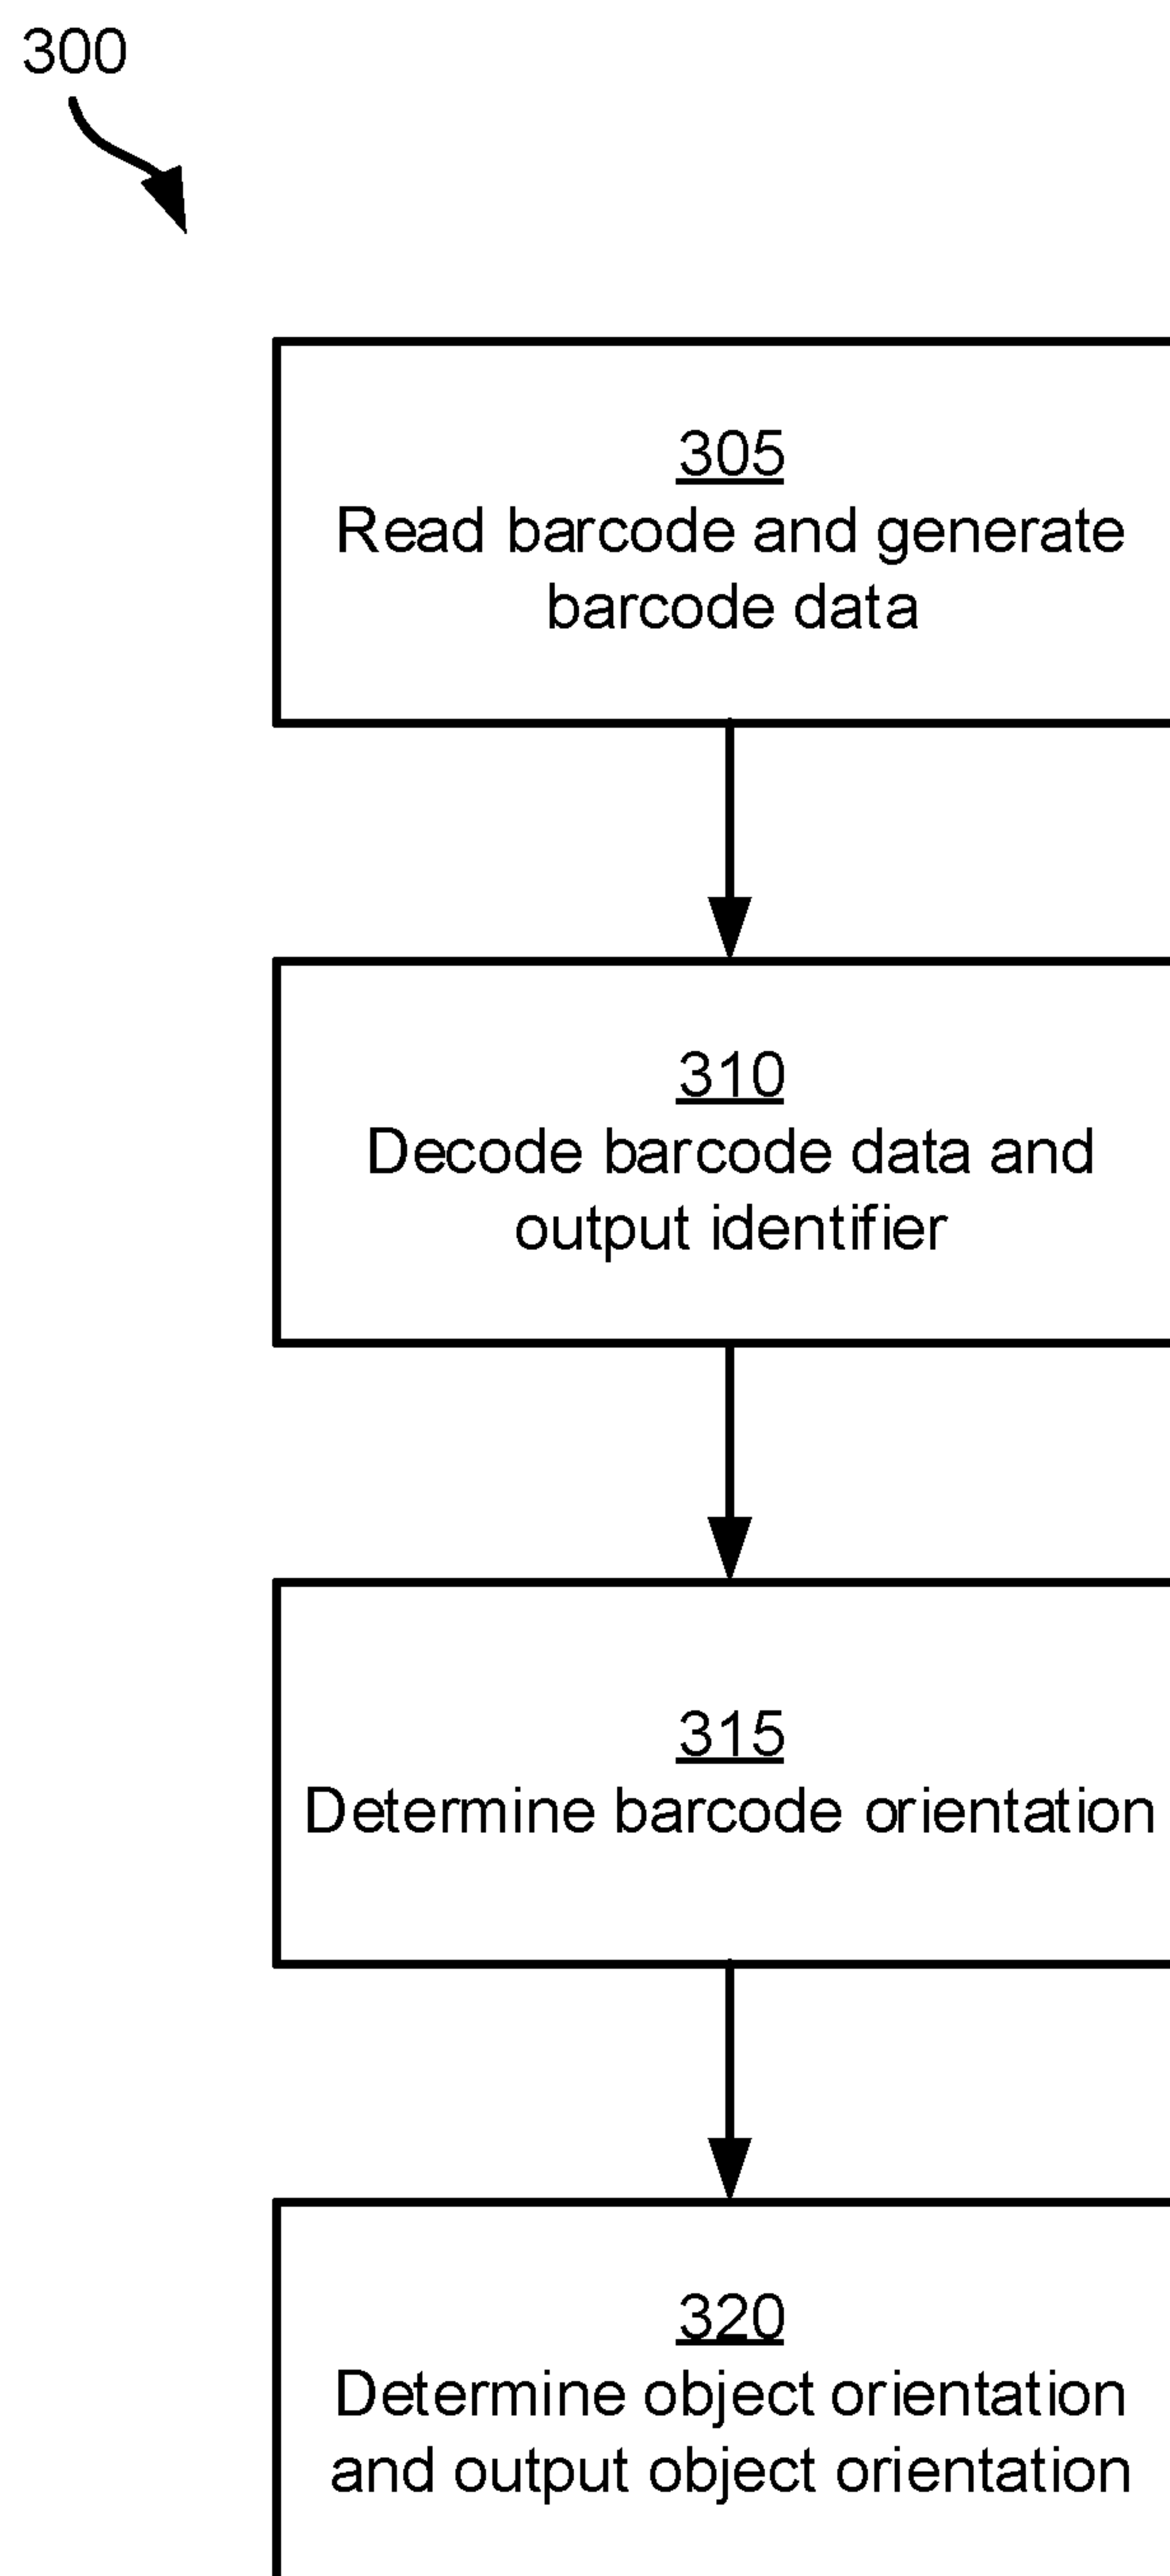 300
305
Read barcode and generate
barcode data
310
Decode barcode data and
output identifier
315
Determine barcode orientation
320
Determine object orientation
and output object orientation